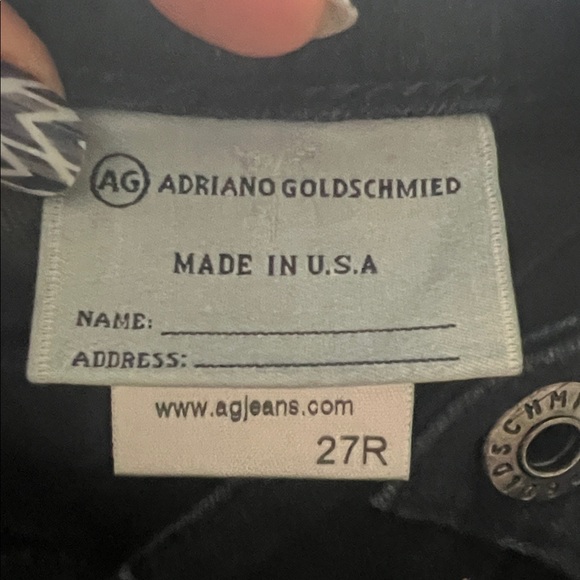 AG ADRIANO GOLDSCHMIED
MADE IN U.S.A
NAME:
ADDRESS:
www.agjeans.com
27R